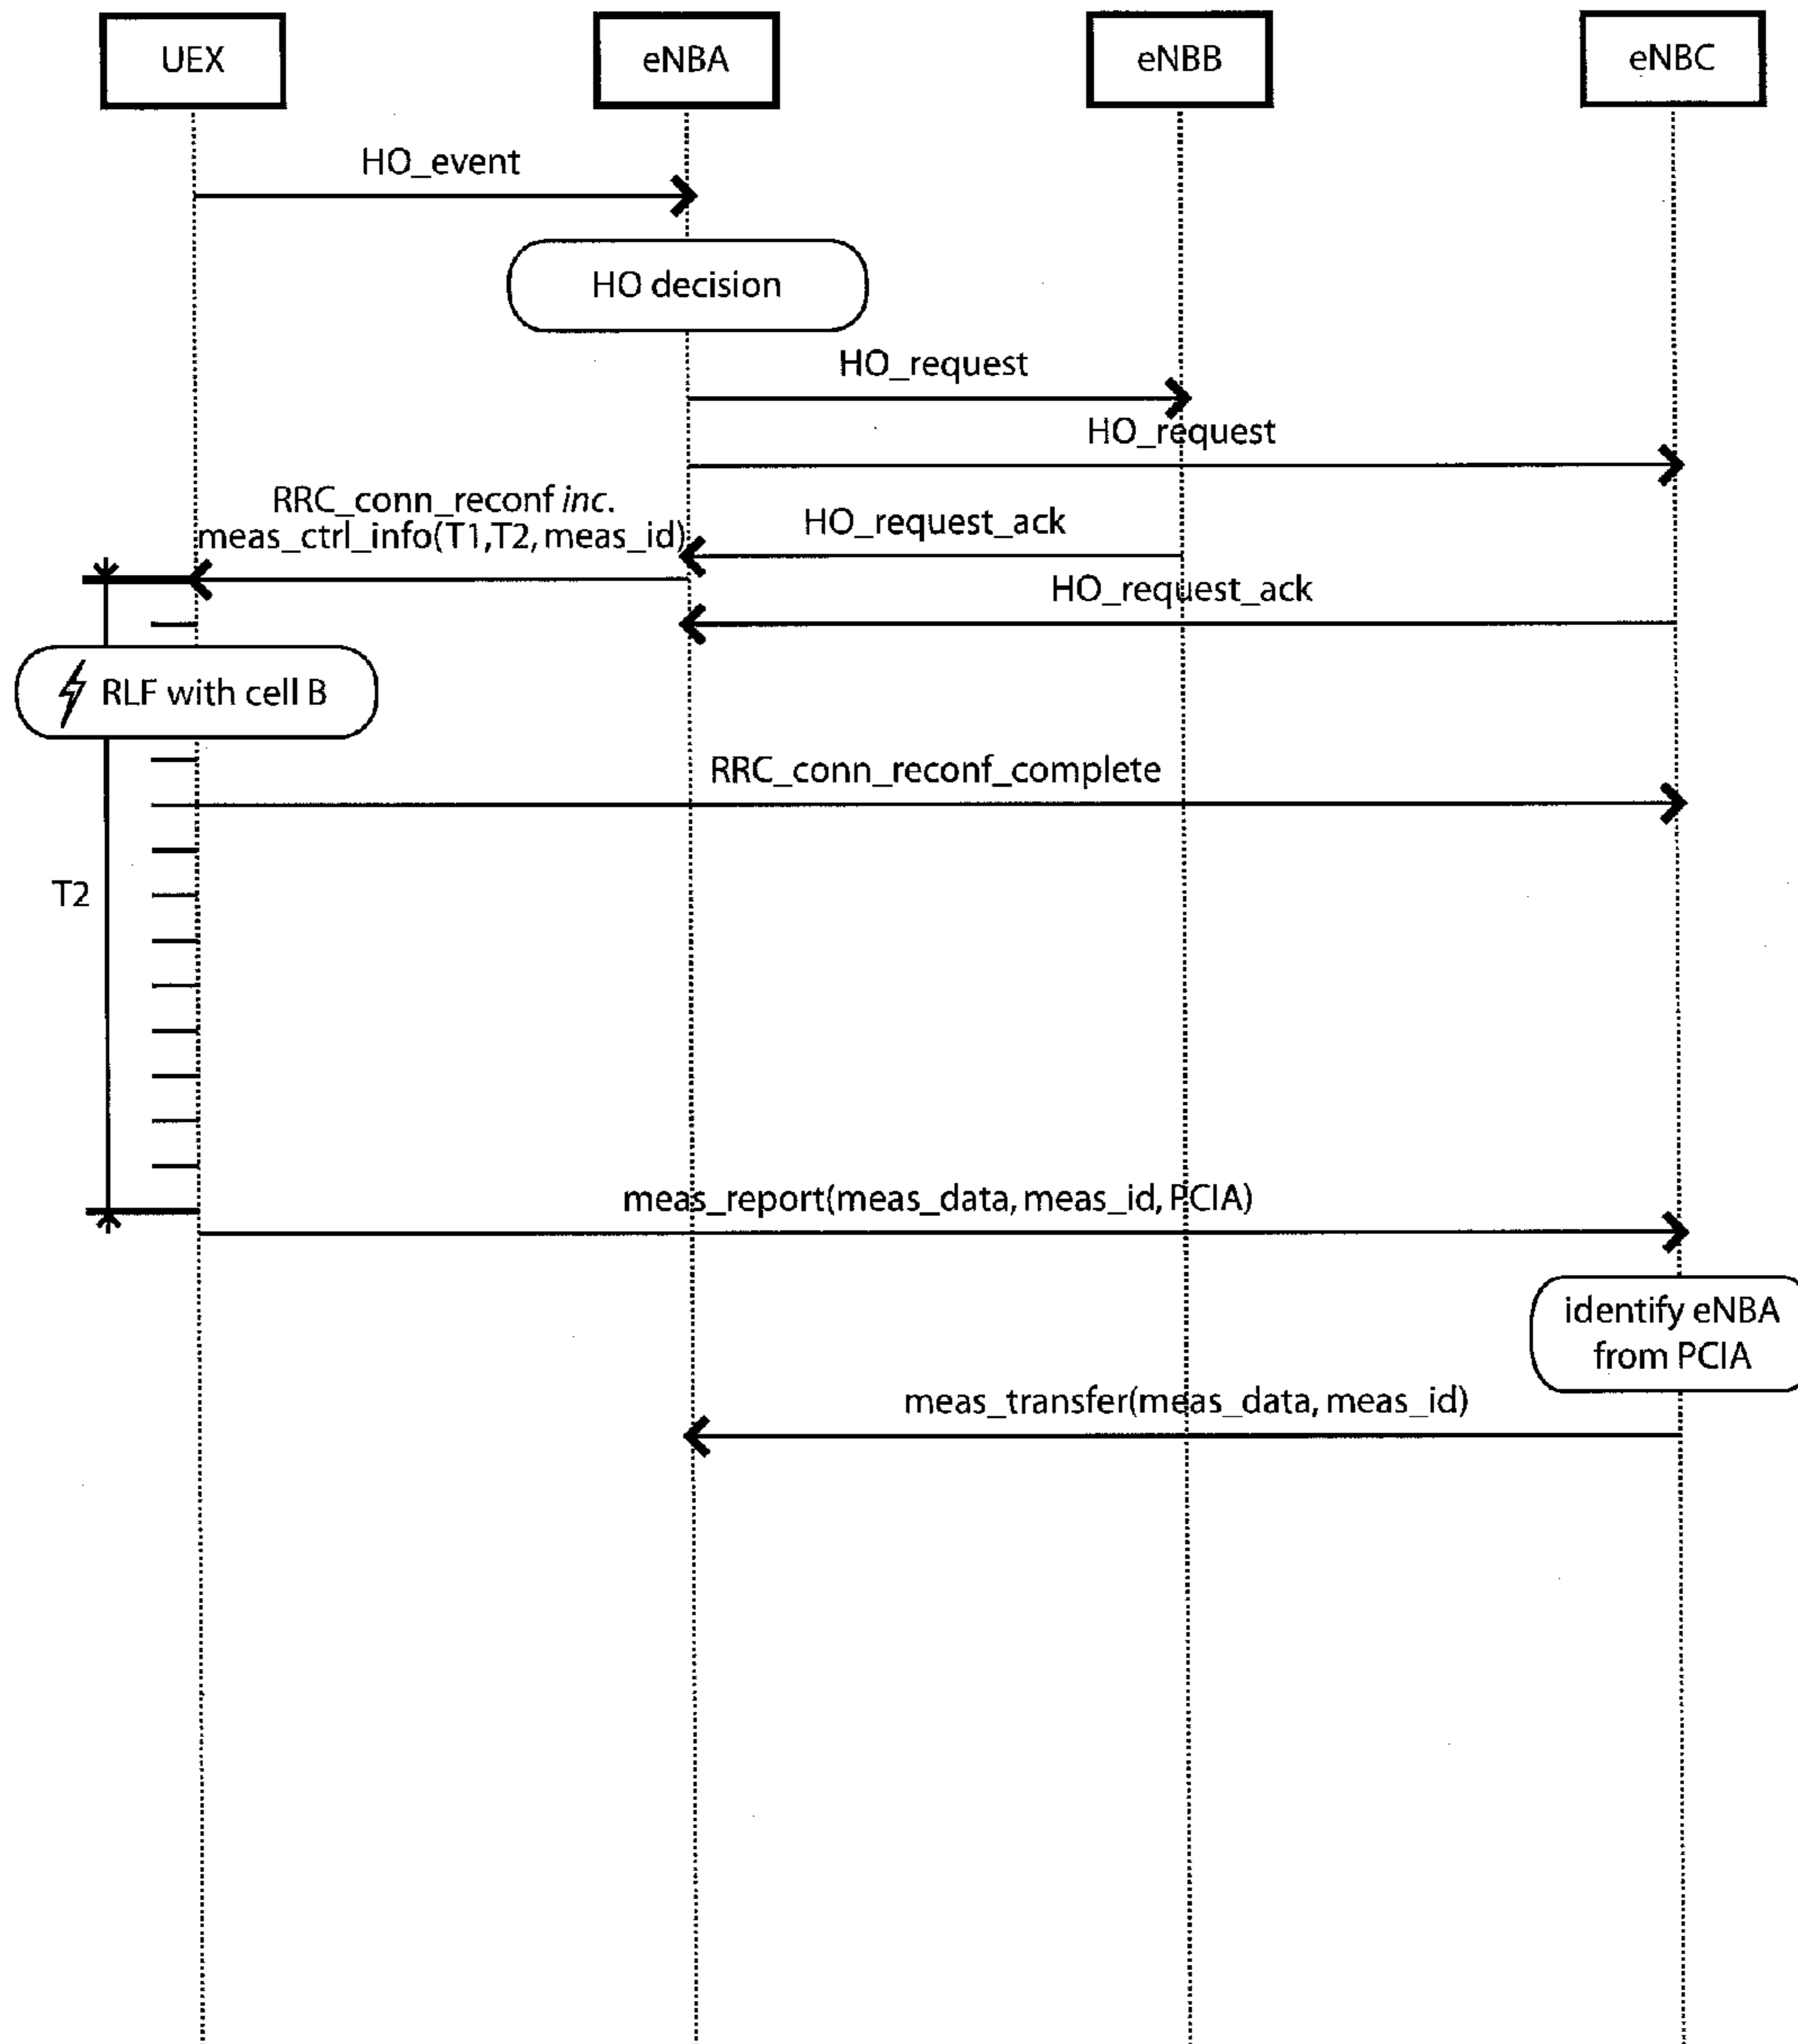 UEX
eNBA
eNBB
eNBC
HO_event
HO decision
HO_request
HO_request
RRC_conn_reconf inc.
meas_ctrl_info(T1,T2, meas_id)
HO_request_ack
HO_request_ack
RLF with cell B
RRC_conn_reconf_complete
T2
meas_report(meas_data, meas_id, PCIA)
identify eNBA
from PCIA
meas_transfer(meas_data, meas_id)